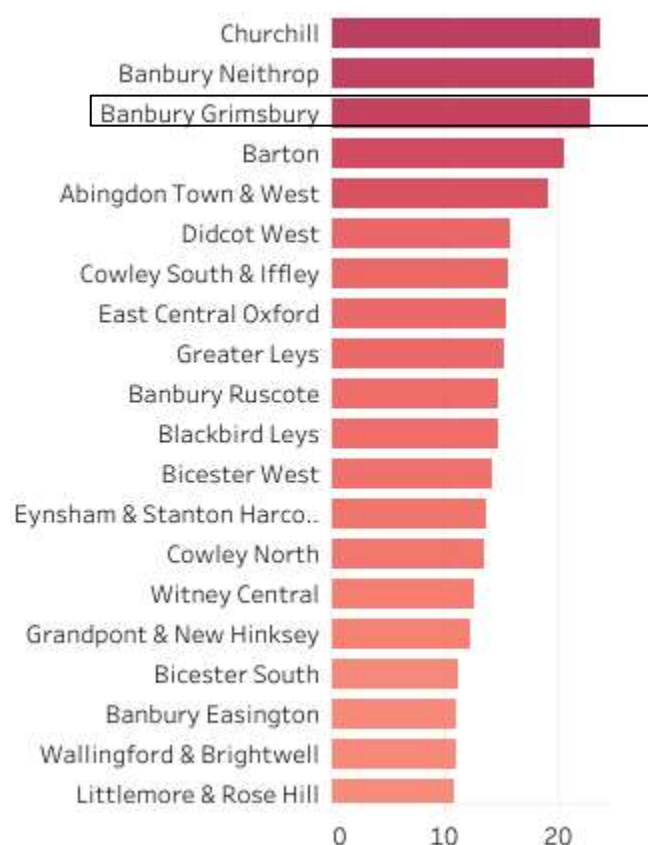 Churchill
Banbury Neithrop
Banbury Grimsbury
Barton
Abingdon Town & West
Didcot West
Cowley South & Iffley
East Central Oxford
Greater Leys
Banbury Ruscote
Blackbird Leys
Bicester West
Eynsham & Stanton Harco..
Cowley North
Witney Central
Grandpont & New Hinksey
Bicester South
Banbury Easington
Wallingford & Brightwell
Littlemore & Rose Hill
0 10 20